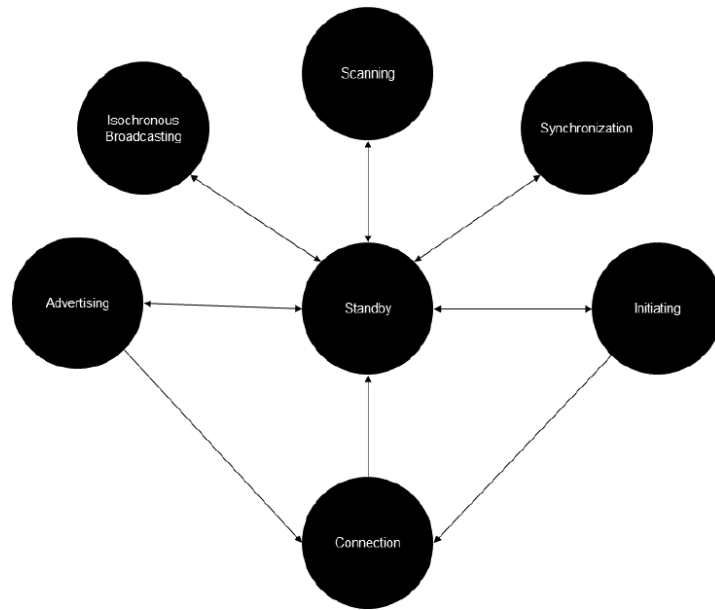 Scanning
Isochronous
Broadcasting
Synchronization
Advertising
Standby
Initiating
Connection